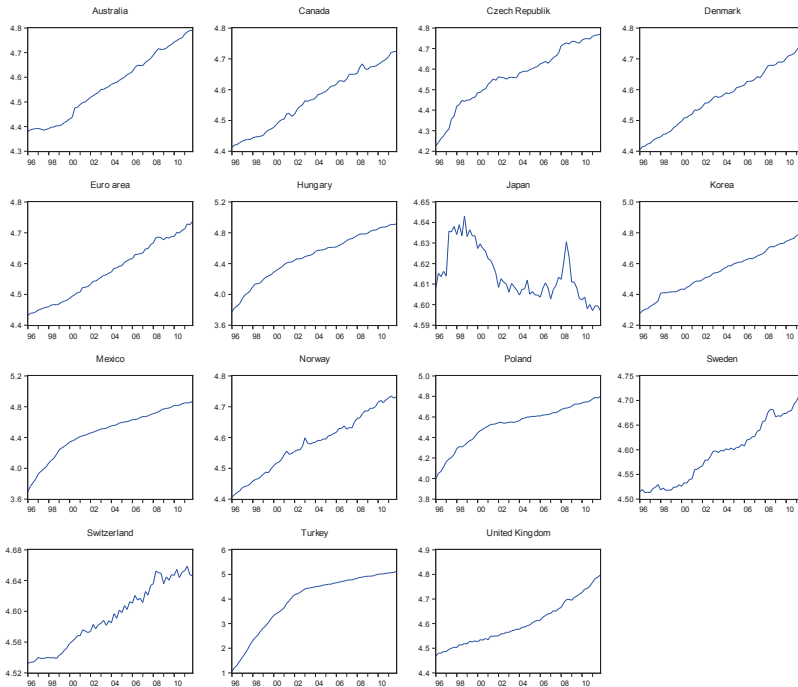 Australia Canada Czech Republik Denmark
4.8 4.8 4.8 4.8
4.7 4.7 4.7 4.7
4.6
4.6 4.6 4.6
4.5
4.5 4.5 4.4 4.5
4.4 4.3
4.3 4.4 4.2 4.4
96 98 00 02 04 06 08 10 96 98 00 02 04 06 08 10 96 98 00 02 04 06 08 10 96 98 00 02 04 06 08 10
Euro area Hungary Japan Korea
4.8 5.2 4.65 5.0
4.64
4.7 4.8 4.8
4.63
4.6 4.4 4.62 4.6
4.61
4.5 4.0 4.4
4.60
4.4 3.6 4.59 4.2
96 98 00 02 04 06 08 10 96 98 00 02 04 06 08 10 96 98 00 02 04 06 08 10 96 98 00 02 04 06 08 10
Mexico Norway Poland Sweden
5.2 4.8 5.0 4.75
4.8 4.7 4.8 4.70
4.6
4.4 4.6 4.65
4.4
4.0 4.5 4.2 4.60
4.0 4.55
3.6 4.4 3.8 4.50
96 98 00 02 04 06 08 10 96 98 00 02 04 06 08 10 96 98 00 02 04 06 08 10 96 98 00 02 04 06 08 10
Switzerland Turkey United Kingdom
4.68 6 4.9
5 4.8
4.64
4 4.7
4.60 3 4.6
4.56 2 4.5
4.52 1 4.4
96 98 00 02 04 06 08 10 96 98 00 02 04 06 08 10 96 98 00 02 04 06 08 10